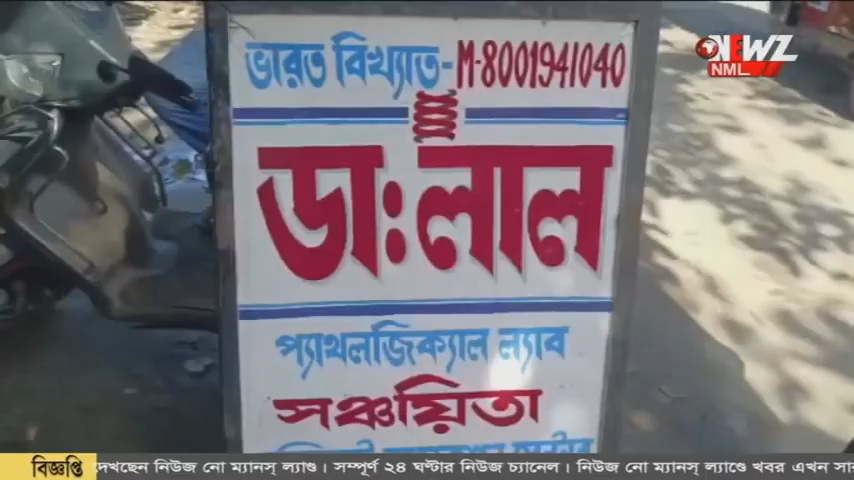 ভারত বিখ্যাত-M-8001941040
NEWZ
NML
ডাঃ লাল
প্যাথলজিক্যাল ল্যাব
সঞ্চয়িতা
বিজ্ঞপ্তি দেখছেন নিউজ নো ম্যানস্ ল্যাণ্ড। সম্পূর্ণ ২৪ ঘণ্টার নিউজ চ্যানেল। নিউজ নো ম্যানস্ ল্যাণ্ডে খবর এখন